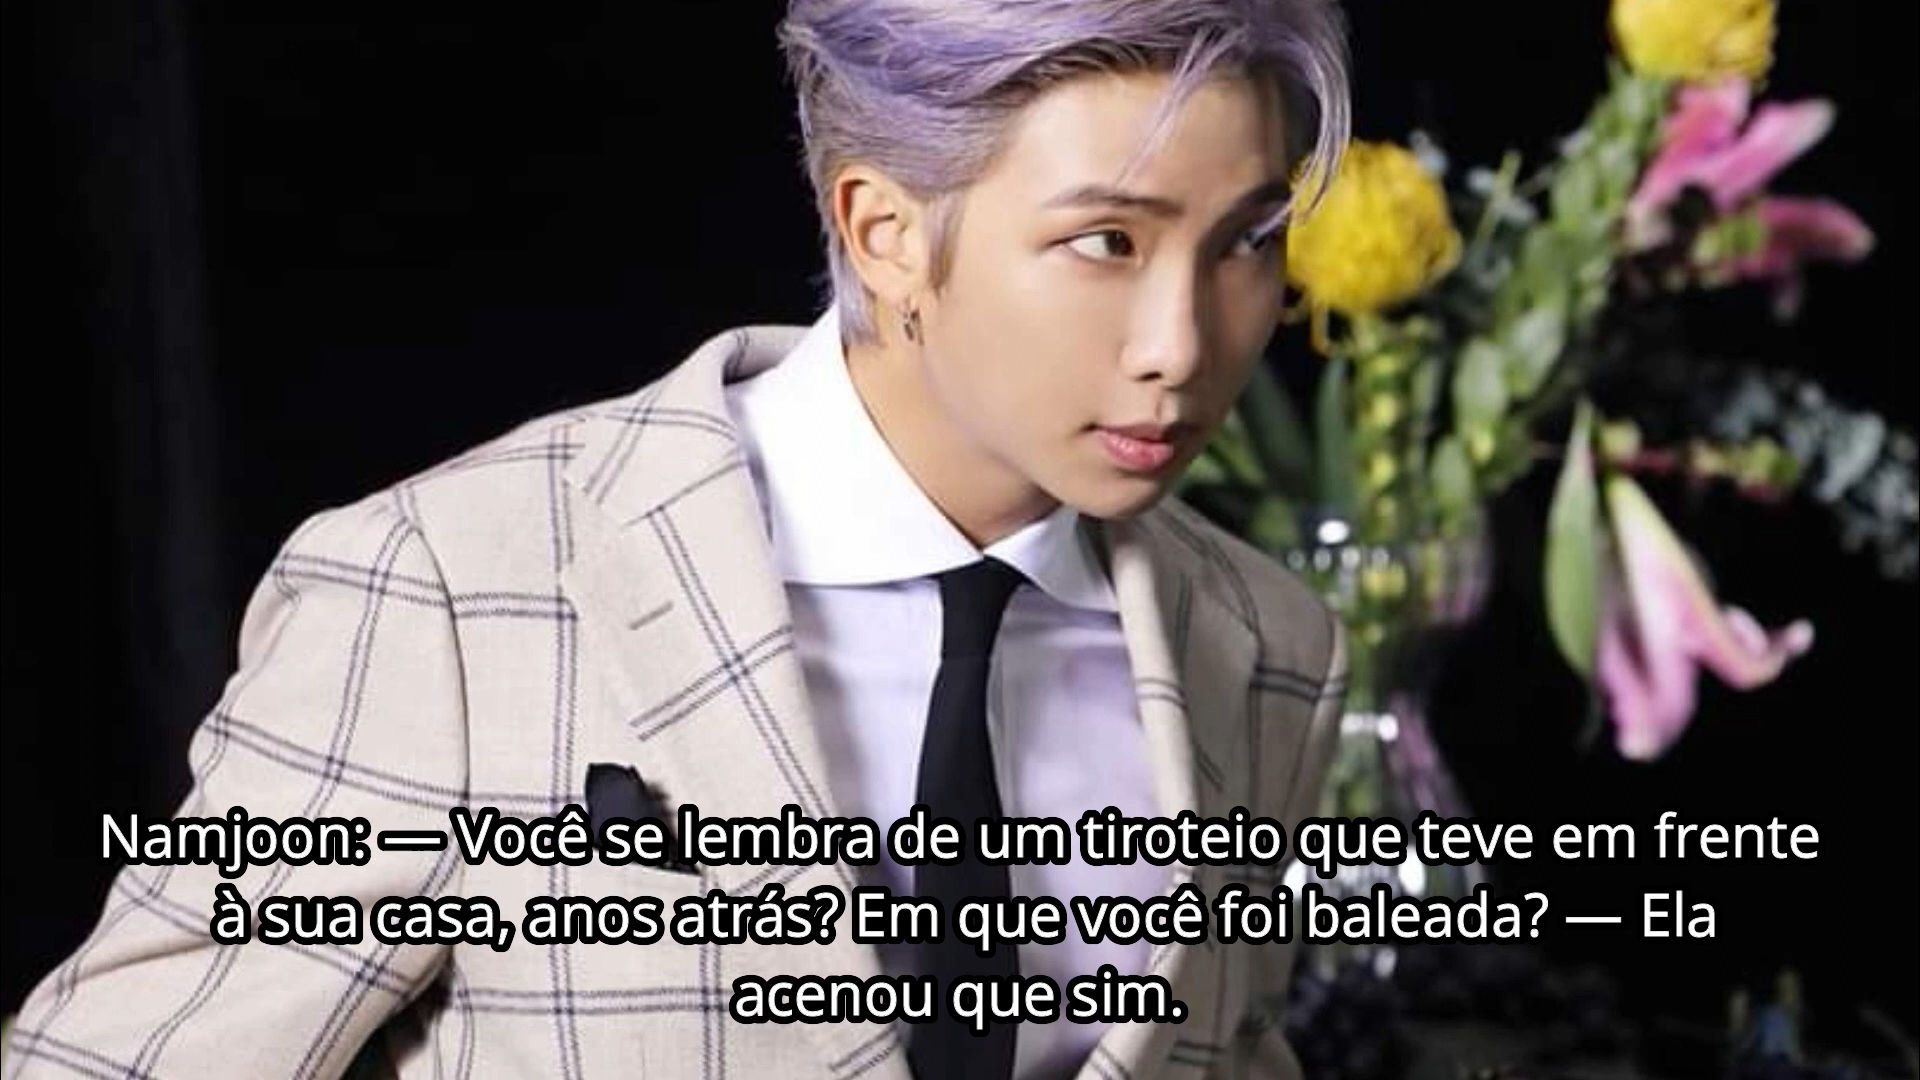 Namjoon: — Você se lembra de um tiroteio que teve em frente
à sua casa, anos atrás? Em que você foi baleada? — Ela
acenou que sim.